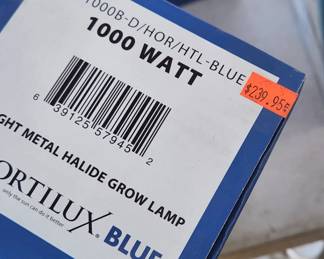 1000B-D/HOR/HTL-BLUE
1000 WATT
$239.95
6 39125 57945 2
METAL HALIDE GROW LAMP
ORTILUX BLUE
only the sun can do it better